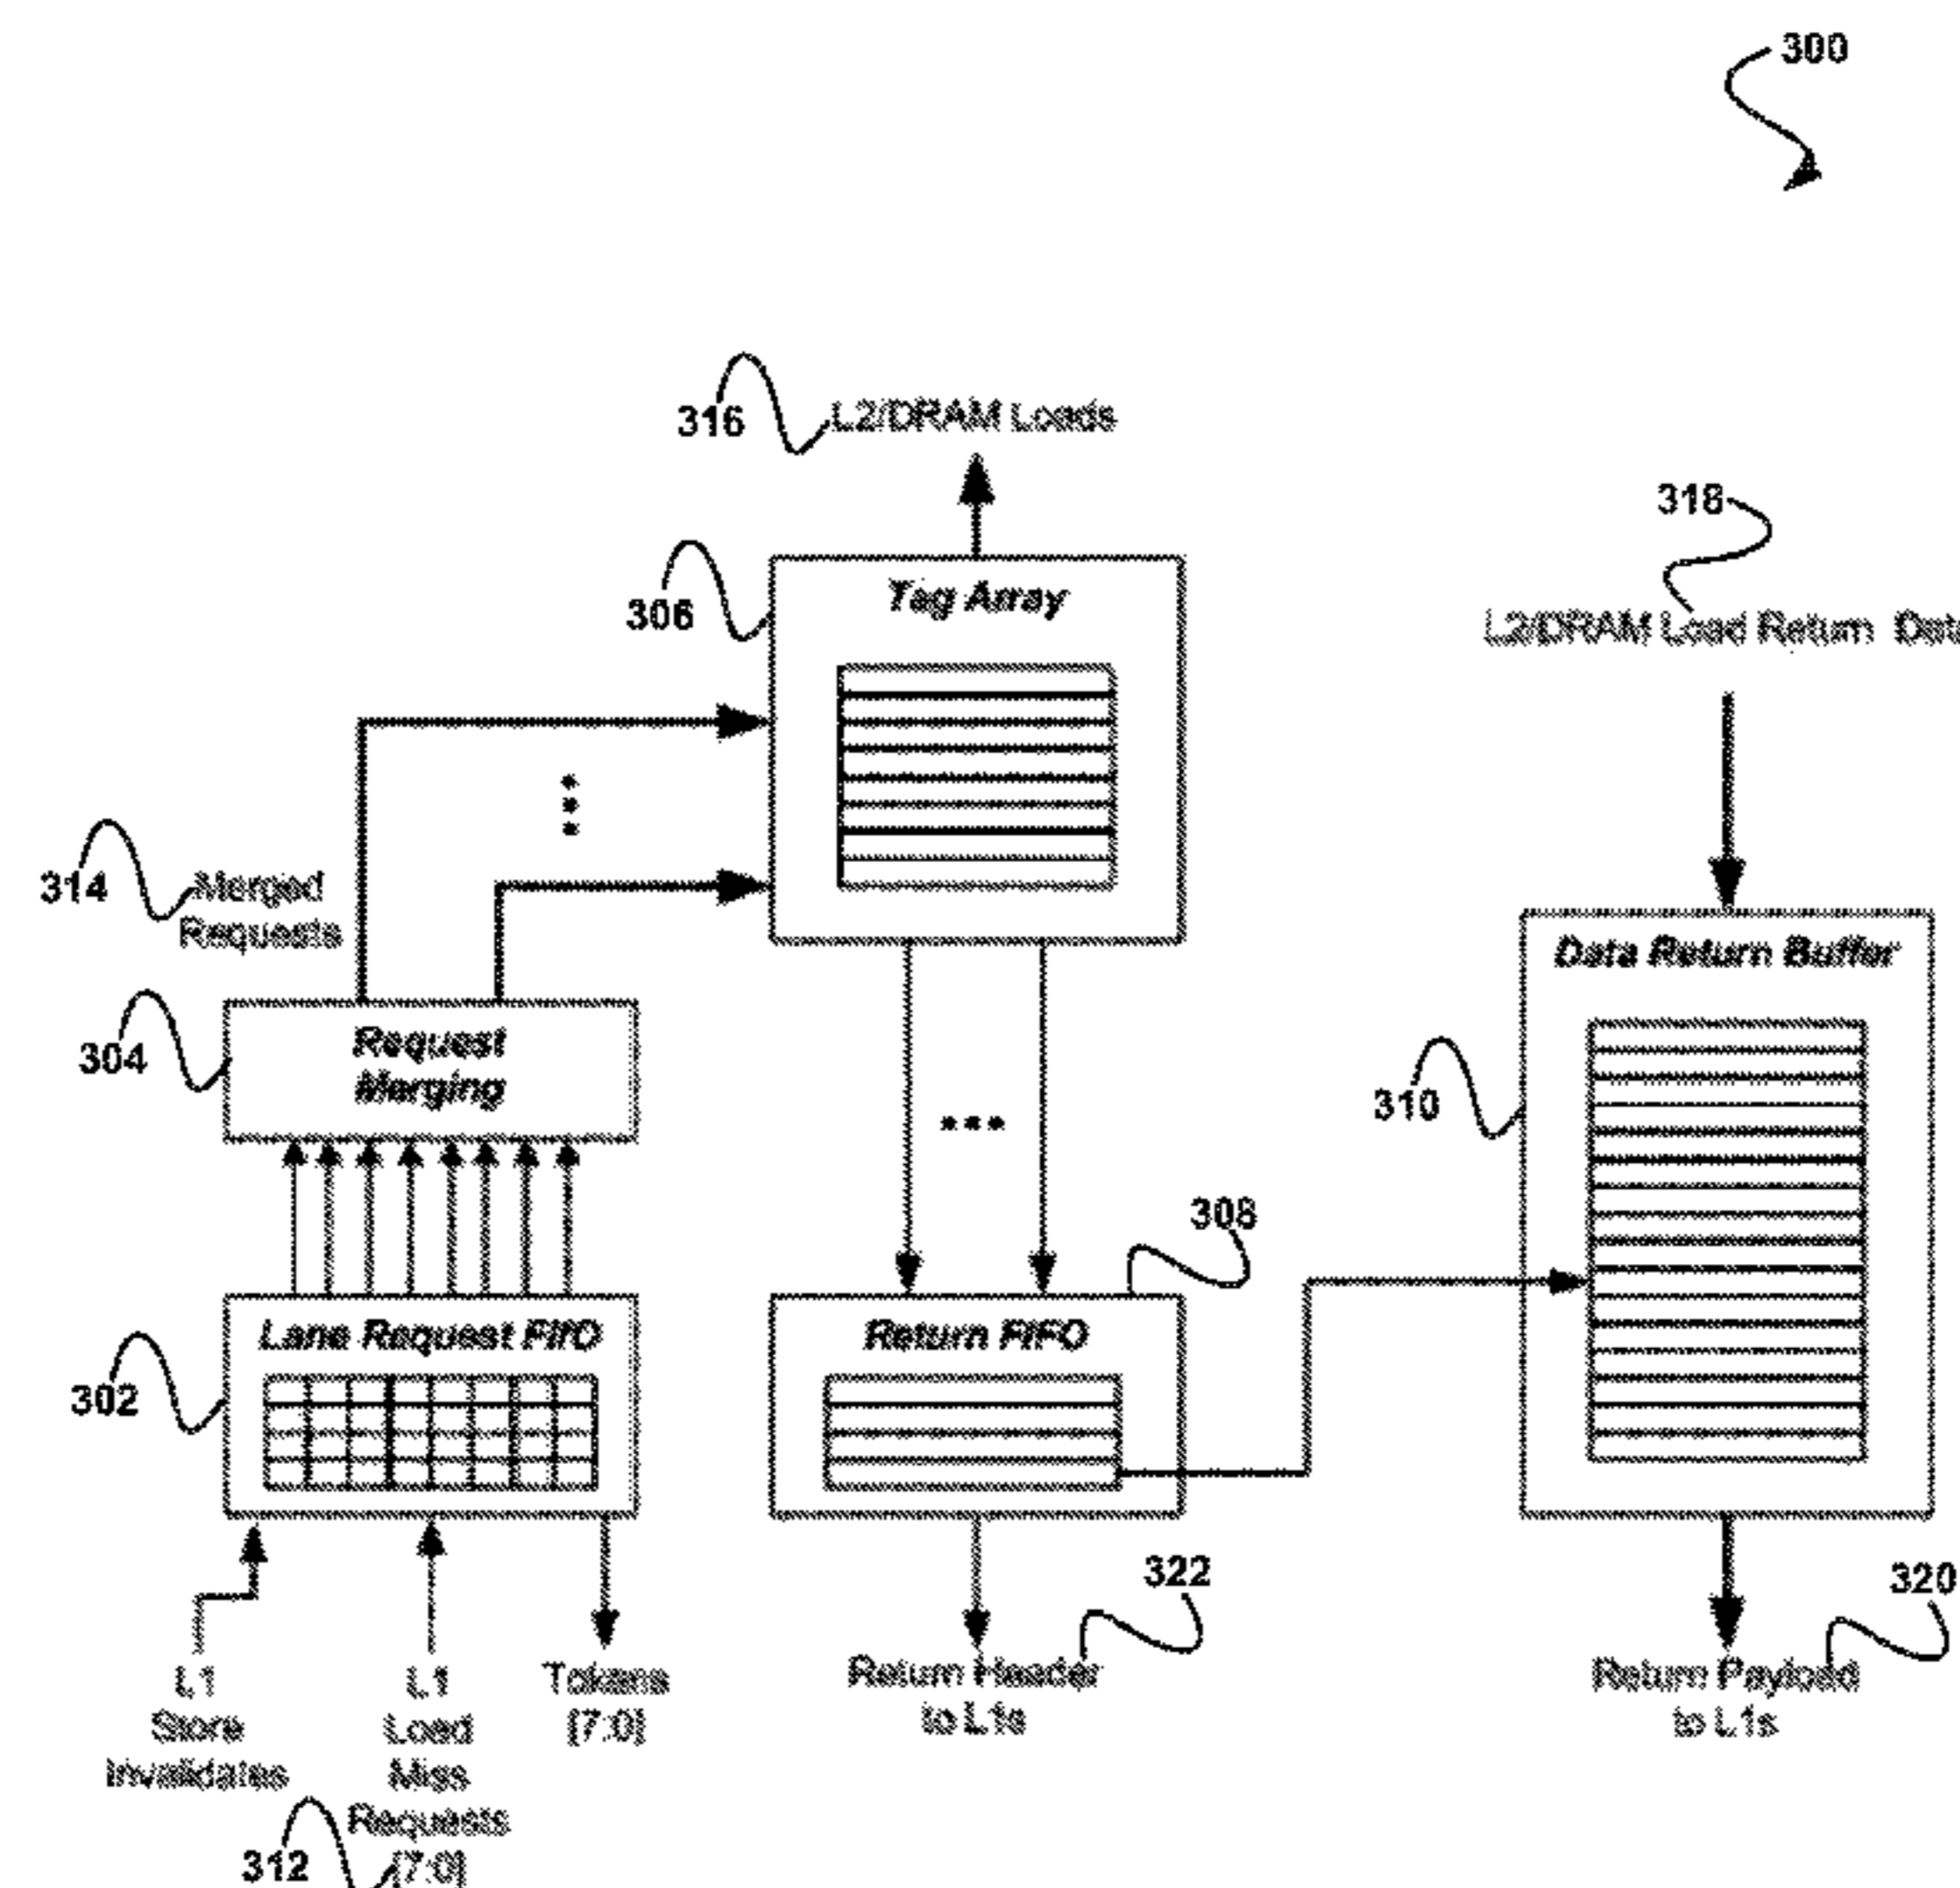 300
316 L2/DRAM Loads
318
306 Tag Array
L2/DRAM Load Return Data
314 Merged
Requests
Data Return Buffer
304 Request
Merging
310
308
302 Lane Request FIfO
Return FIFO
322
320
L1
Store
Invalidates
L1
Load
Miss
Requests
[7:0]
312
Tokens
[7:0]
Return Header
to L1s
Return Payload
to L1s